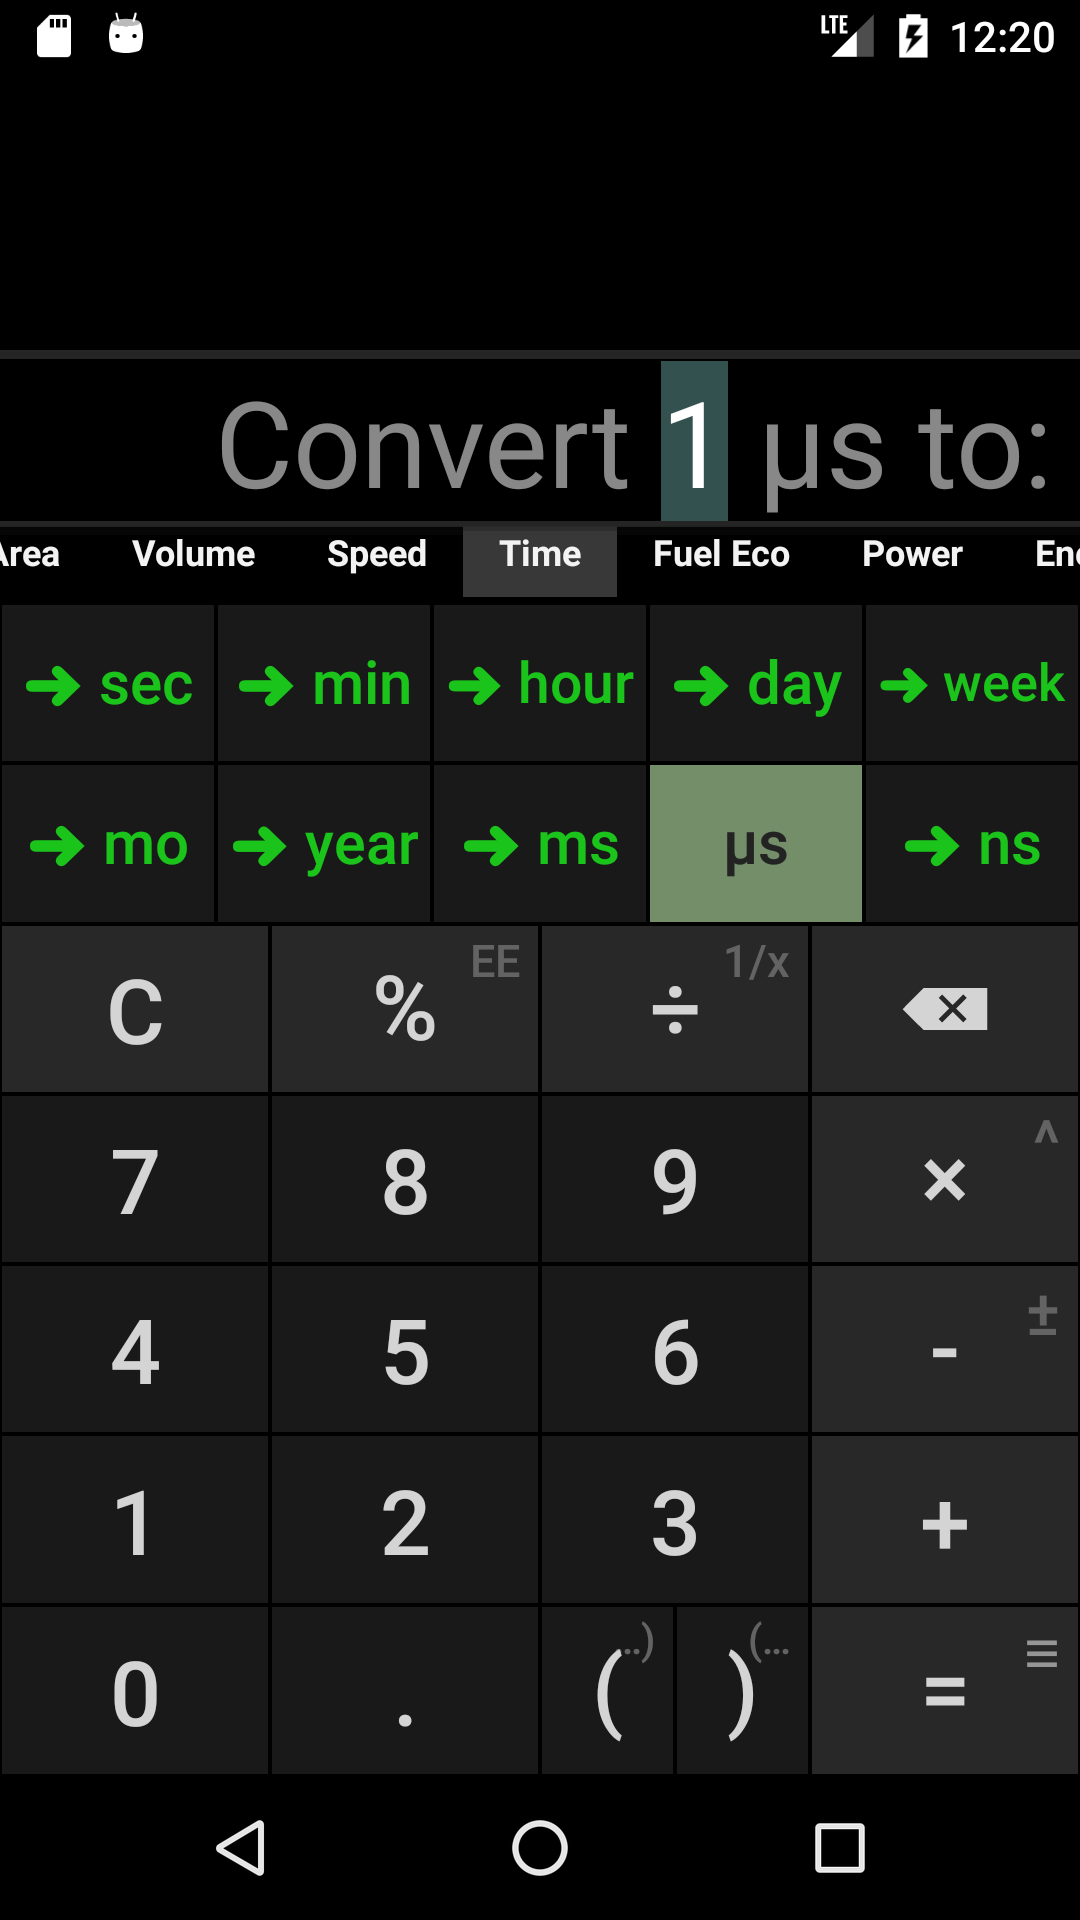 LTE 12:20
Convert 1 µs to:
Area Volume Speed Time Fuel Eco Power
sec min hour day week
mo year ms µs ns
C % EE ÷ 1/x
7 8 9 × ^
4 5 6 - ±
1 2 3 +
0 . ( ..) ) (... =